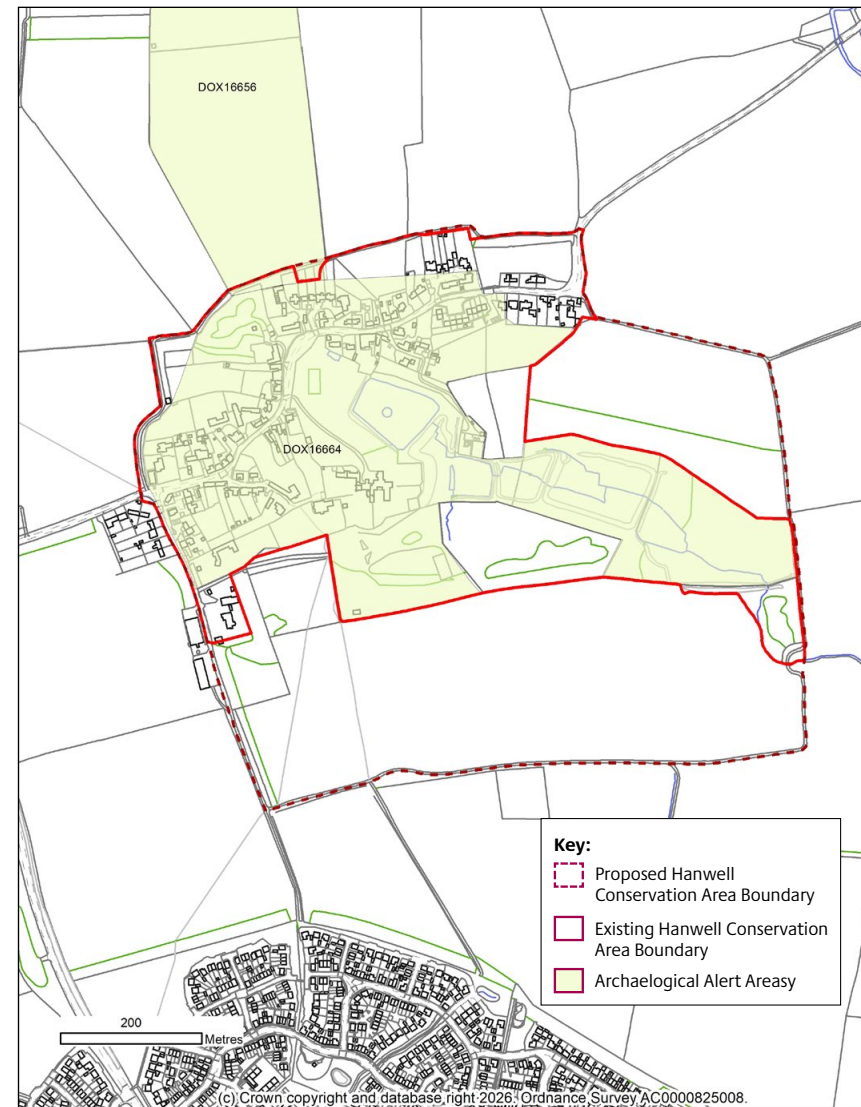 DOX16656
DOX16664
Key:
Proposed Hanwell
Conservation Area Boundary
Existing Hanwell Conservation
Area Boundary
Archaelogical Alert Areasy
200
Metres
(c) Crown copyright and database right 2026. Ordnance Survey AC0000825008.